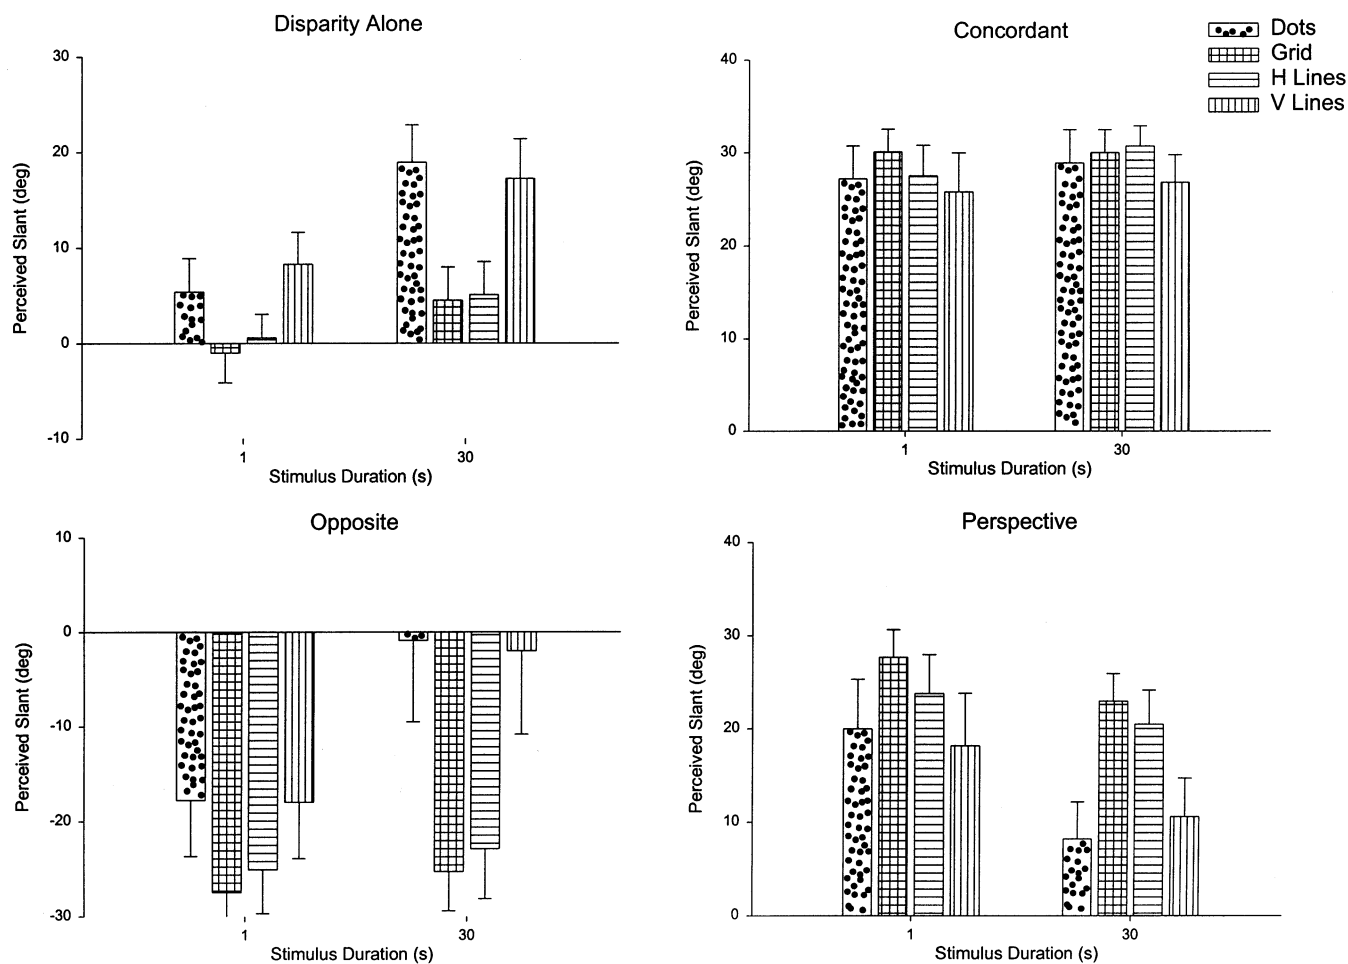 Disparity Alone
30
20
10
0
-10
Perceived Slant (deg)
1
30
Stimulus Duration (s)
Concordant
40
30
20
10
0
Perceived Slant (deg)
1
30
Stimulus Duration (s)
Dots
Grid
H Lines
V Lines
Opposite
10
0
-10
-20
-30
Perceived Slant (deg)
1
30
Stimulus Duration (s)
Perspective
40
30
20
10
0
Perceived Slant (deg)
1
30
Stimulus Duration (s)